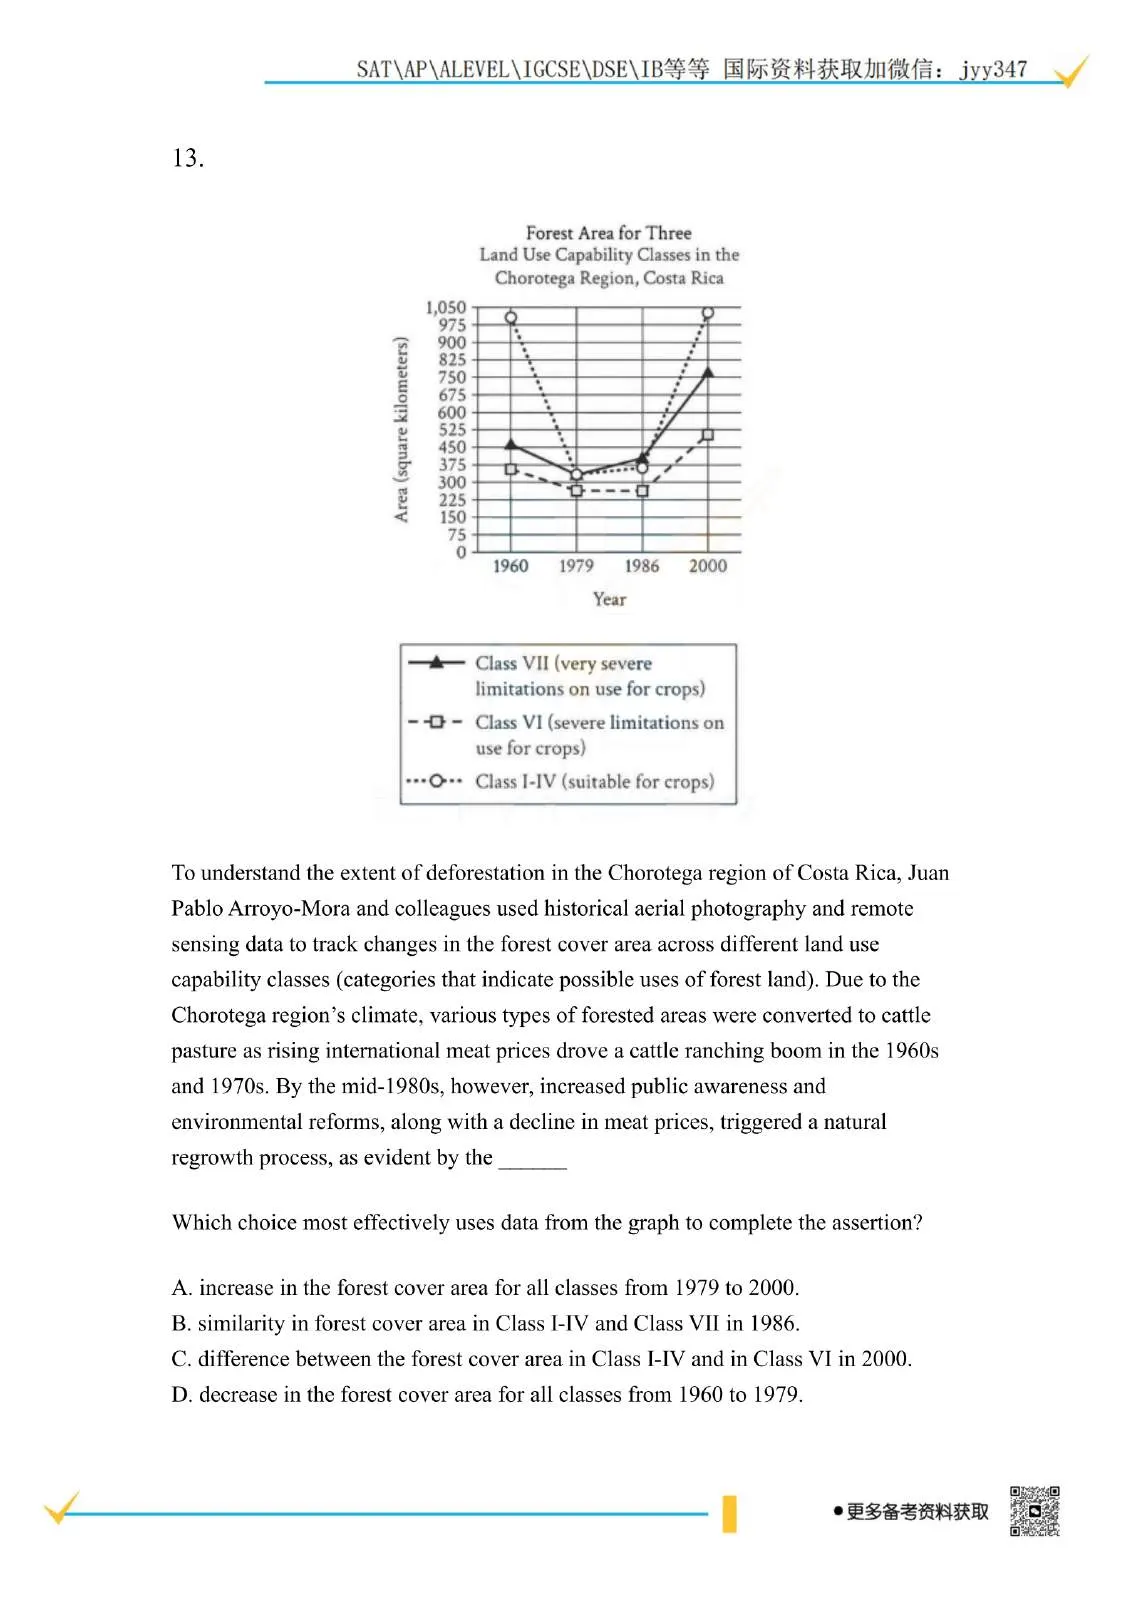 SAT\AP\ALEVEL\IGCSE\DSE\IB等等 国际资料获取加微信：jyy347
13.
Forest Area for Three
Land Use Capability Classes in the
Chorotega Region, Costa Rica
Area (square kilometers)
1,050
975
900
825
750
675
600
525
450
375
300
225
150
75
0
1960 1979 1986 2000
Year
Class VII (very severe
limitations on use for crops)
Class VI (severe limitations on
use for crops)
Class I-IV (suitable for crops)
To understand the extent of deforestation in the Chorotega region of Costa Rica, Juan
Pablo Arroyo-Mora and colleagues used historical aerial photography and remote
sensing data to track changes in the forest cover area across different land use
capability classes (categories that indicate possible uses of forest land). Due to the
Chorotega region's climate, various types of forested areas were converted to cattle
pasture as rising international meat prices drove a cattle ranching boom in the 1960s
and 1970s. By the mid-1980s, however, increased public awareness and
environmental reforms, along with a decline in meat prices, triggered a natural
regrowth process, as evident by the ______
Which choice most effectively uses data from the graph to complete the assertion?
A. increase in the forest cover area for all classes from 1979 to 2000.
B. similarity in forest cover area in Class I-IV and Class VII in 1986.
C. difference between the forest cover area in Class I-IV and in Class VI in 2000.
D. decrease in the forest cover area for all classes from 1960 to 1979.
●更多备考资料获取